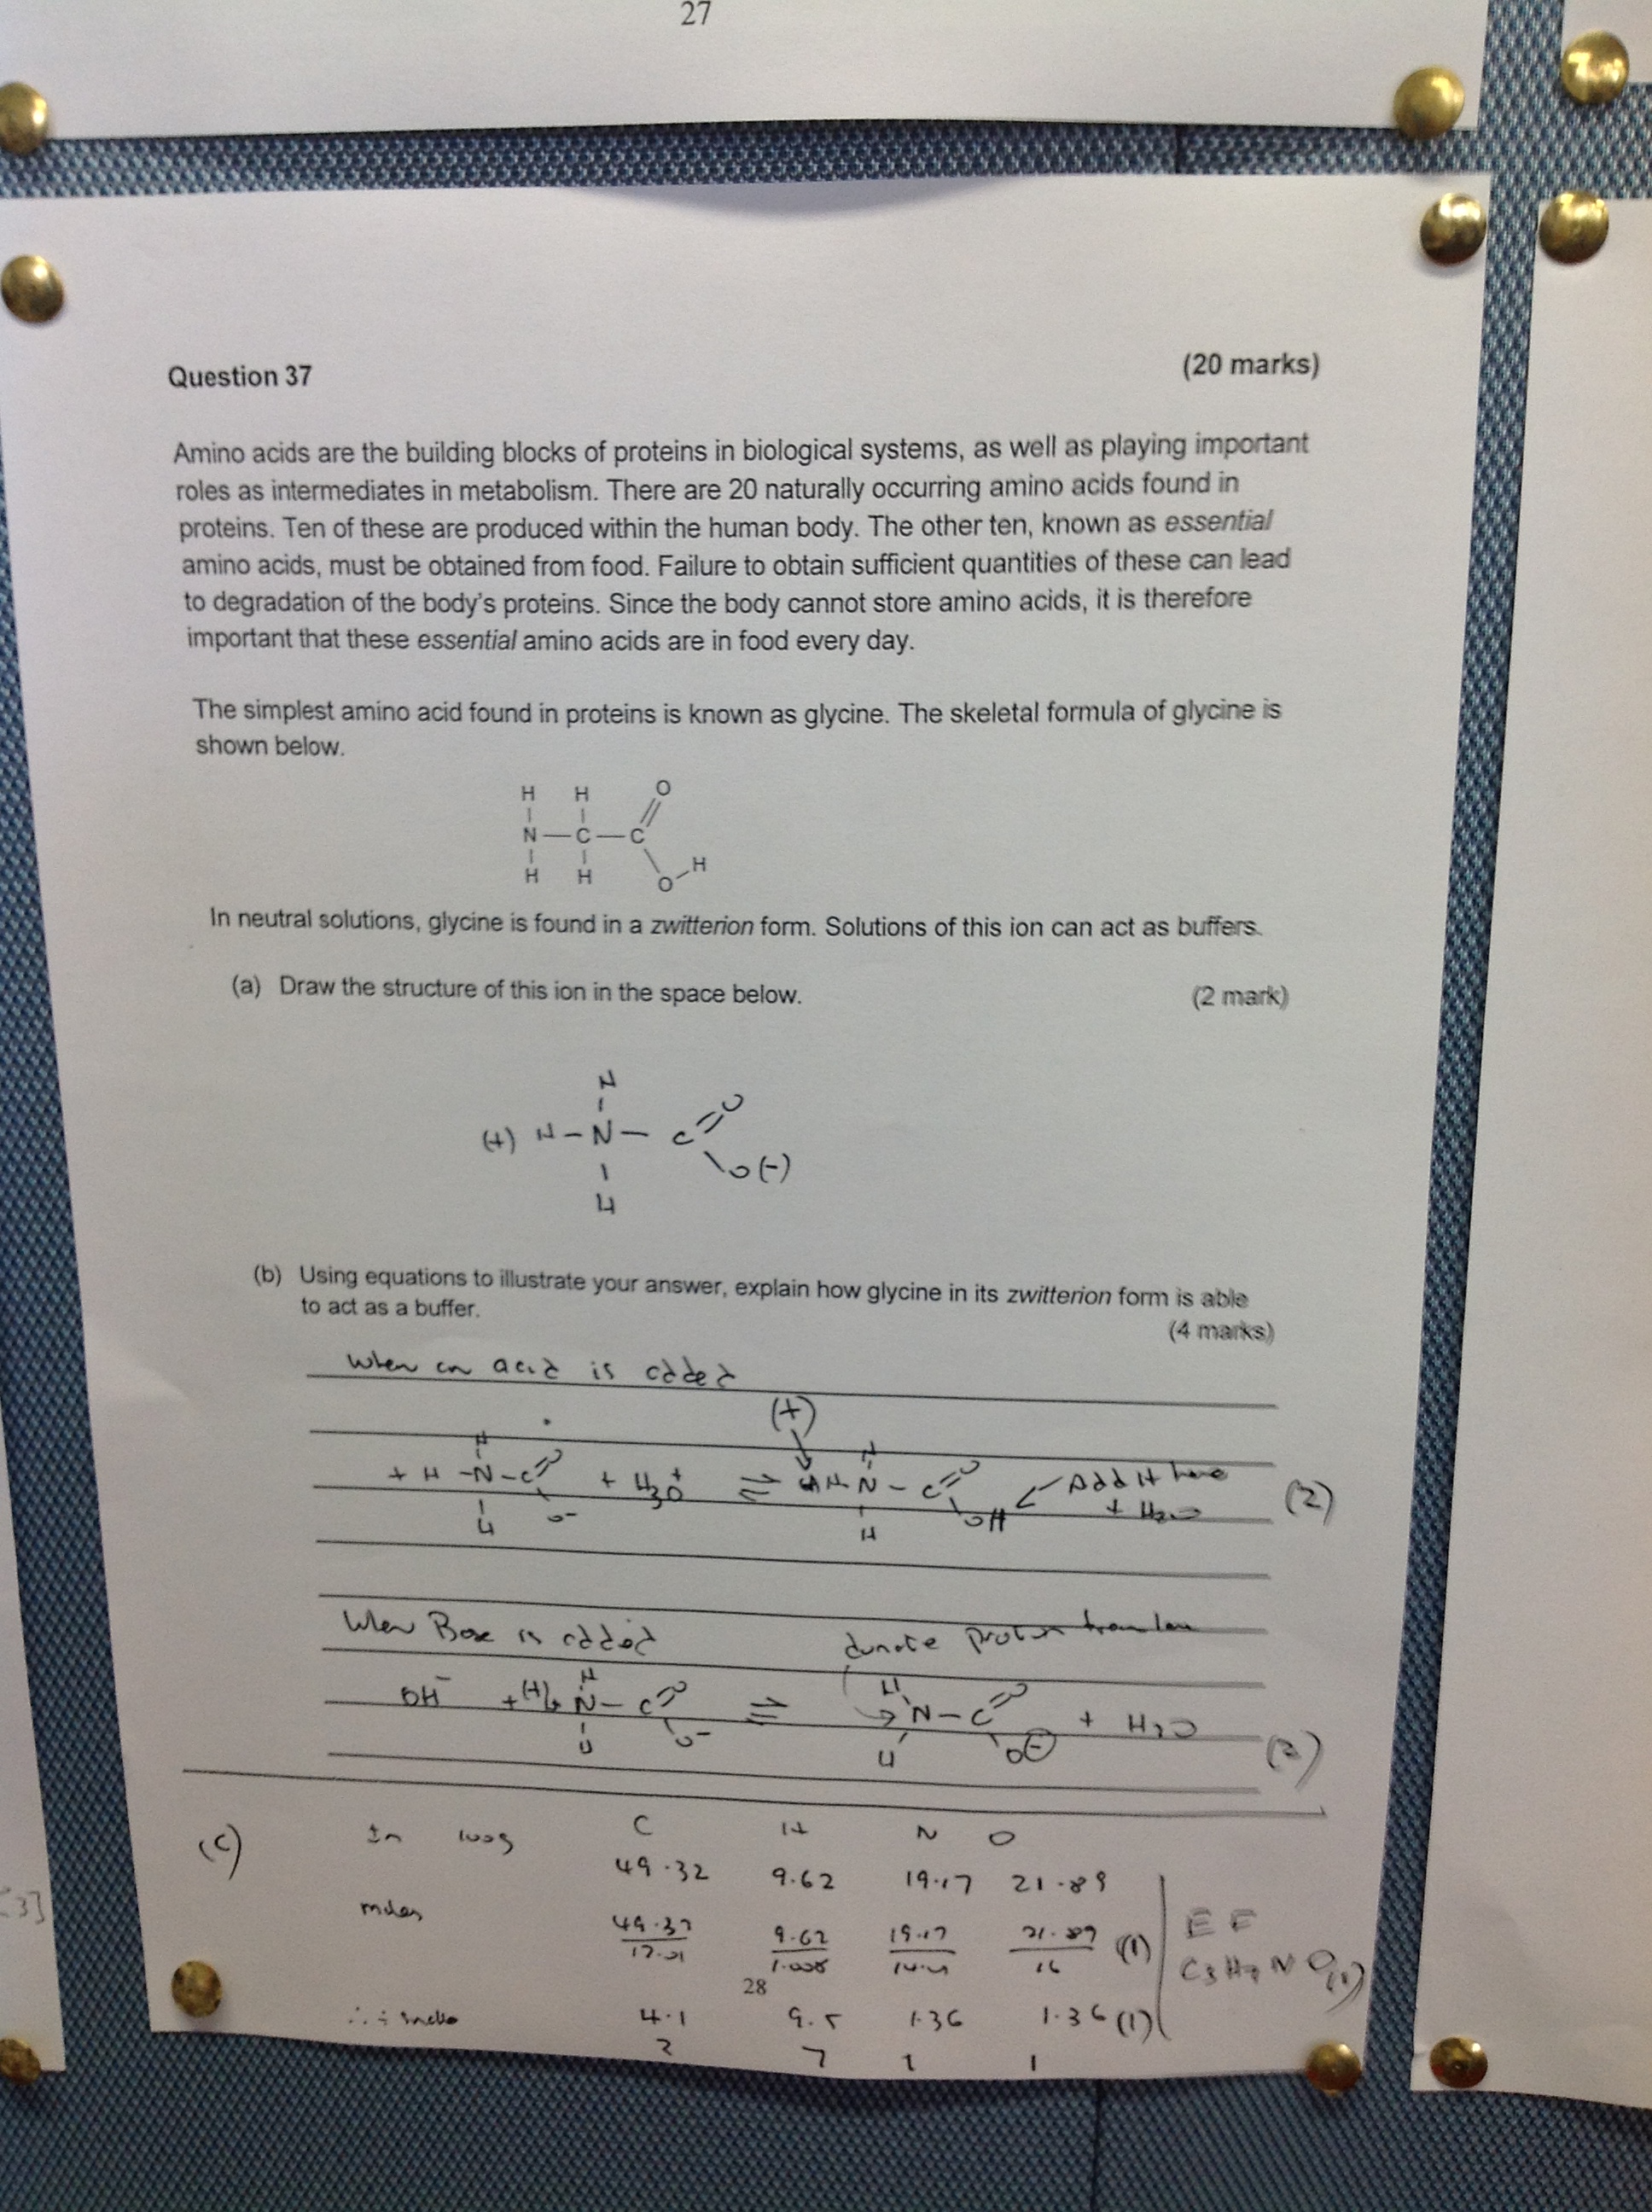 27
Question 37 (20 marks)
Amino acids are the building blocks of proteins in biological systems, as well as playing important
roles as intermediates in metabolism. There are 20 naturally occurring amino acids found in
proteins. Ten of these are produced within the human body. The other ten, known as essential
amino acids, must be obtained from food. Failure to obtain sufficient quantities of these can lead
to degradation of the body's proteins. Since the body cannot store amino acids, it is therefore
important that these essential amino acids are in food every day.
The simplest amino acid found in proteins is known as glycine. The skeletal formula of glycine is
shown below.
H H O
N — C — C
H H O H
In neutral solutions, glycine is found in a zwitterion form. Solutions of this ion can act as buffers.
(a) Draw the structure of this ion in the space below. (2 mark)
H
(+) H - N - C = O
O (-)
H
(b) Using equations to illustrate your answer, explain how glycine in its zwitterion form is able
to act as a buffer.
(4 marks)
When an acid is added
(+)
H H
+ H - N - C = O + H3O+ ⇌ H - N - C = O Add H here
H O- H OH + H2O (2)
When Base is added donate proton from
OH- + (H) N - C = O ⇌ H N - C = O + H2O
H O- H O⊖ (2)
(c) In 100g C H N O
49.32 9.62 19.17 21.89
moles 49.32 9.62 19.17 21.89 (1) EF
12.01 1.008 14.01 16 C3H7NO (1)
28
4.1 9.5 1.36 1.36 (1)
3 7 1 1
[3]